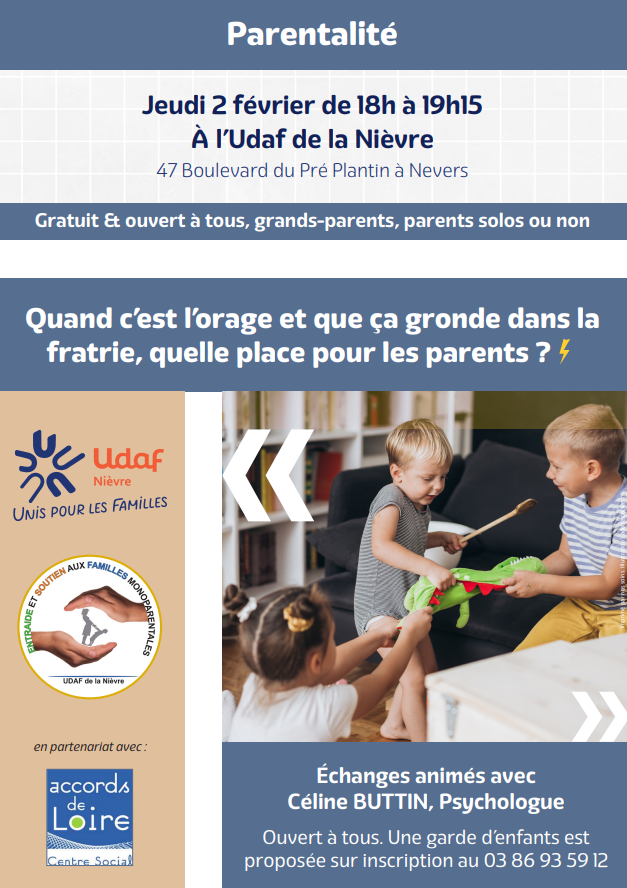 Parentalité
Jeudi 2 février de 18h à 19h15
À l'Udaf de la Nièvre
47 Boulevard du Pré Plantin à Nevers
Gratuit & ouvert à tous, grands-parents, parents solos ou non
Quand c'est l'orage et que ça gronde dans la
fratrie, quelle place pour les parents ?
Udaf
Nièvre
UNIS POUR LES FAMILLES
ENTRAIDE ET SOUTIEN AUX FAMILLES MONOPARENTALES
UDAF de la Nièvre
en partenariat avec :
accords
de
Loire
Centre Social
Échanges animés avec
Céline BUTTIN, Psychologue
Ouvert à tous. Une garde d'enfants est
proposée sur inscription au 03 86 93 59 12